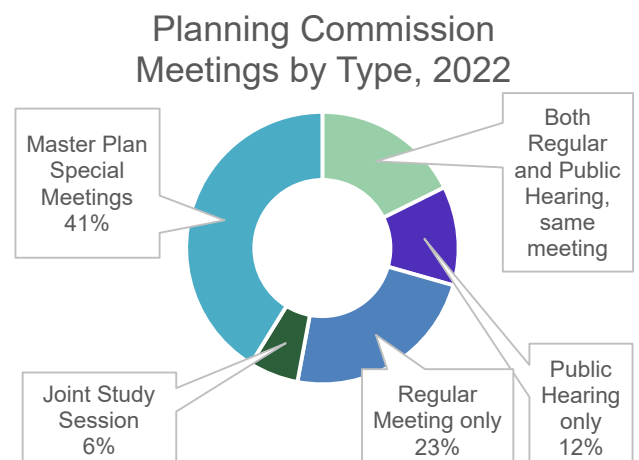 Planning Commission
Meetings by Type, 2022
Both
Regular
and Public
Hearing,
same
meeting
Master Plan
Special
Meetings
41%
Public
Hearing
only
12%
Regular
Meeting only
23%
Joint Study
Session
6%